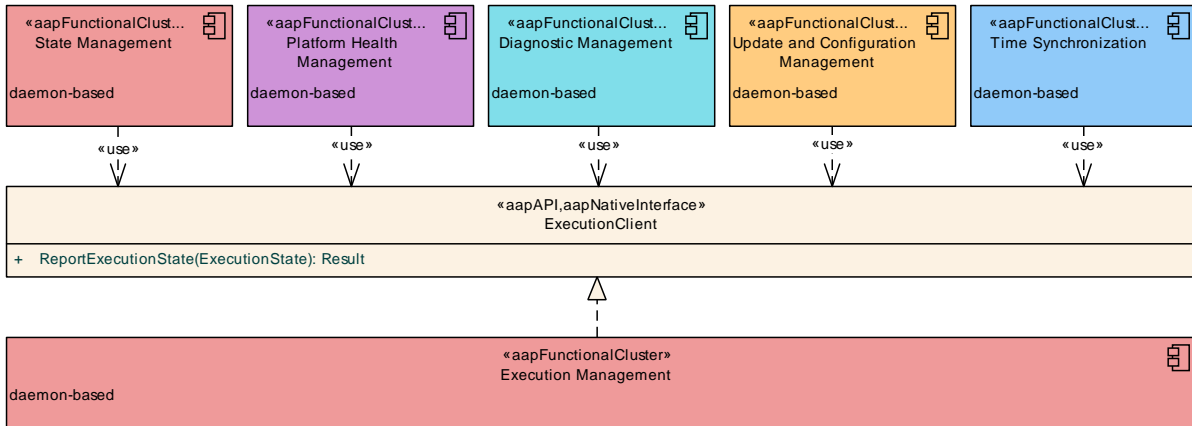 «aapFunctionalClust...
State Management
daemon-based
«aapFunctionalClust...
Platform Health
Management
daemon-based
«aapFunctionalClust...
Diagnostic Management
daemon-based
«aapFunctionalClust...
Update and Configuration
Management
daemon-based
«aapFunctionalClust...
Time Synchronization
daemon-based
«use»
«use»
«use»
«use»
«use»
«aapAPI,aapNativeInterface»
ExecutionClient
+ ReportExecutionState(ExecutionState): Result
«aapFunctionalCluster»
Execution Management
daemon-based